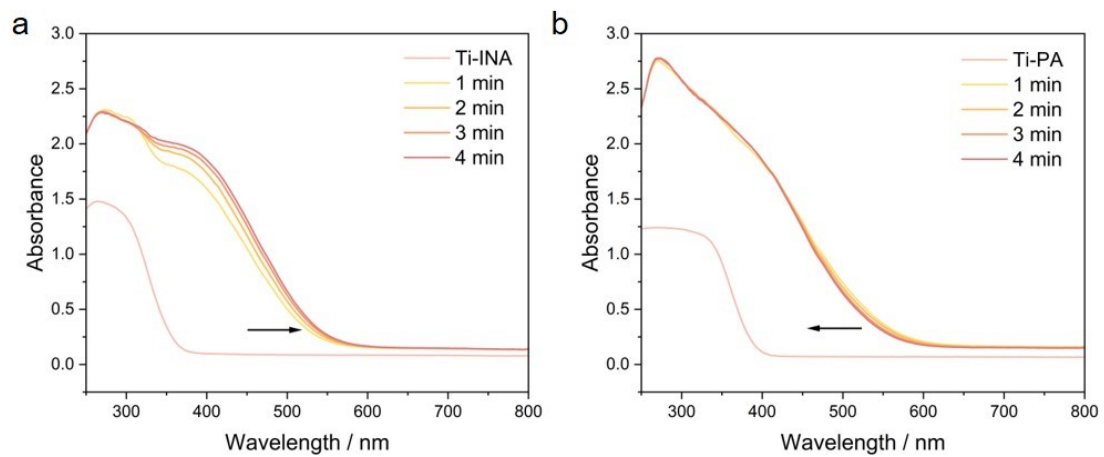 a
3.0
2.5
2.0
1.5
1.0
0.5
0.0
Absorbance
300 400 500 600 700 800
Wavelength / nm
Ti-INA
1 min
2 min
3 min
4 min
b
3.0
2.5
2.0
1.5
1.0
0.5
0.0
Absorbance
300 400 500 600 700 800
Wavelength / nm
Ti-PA
1 min
2 min
3 min
4 min